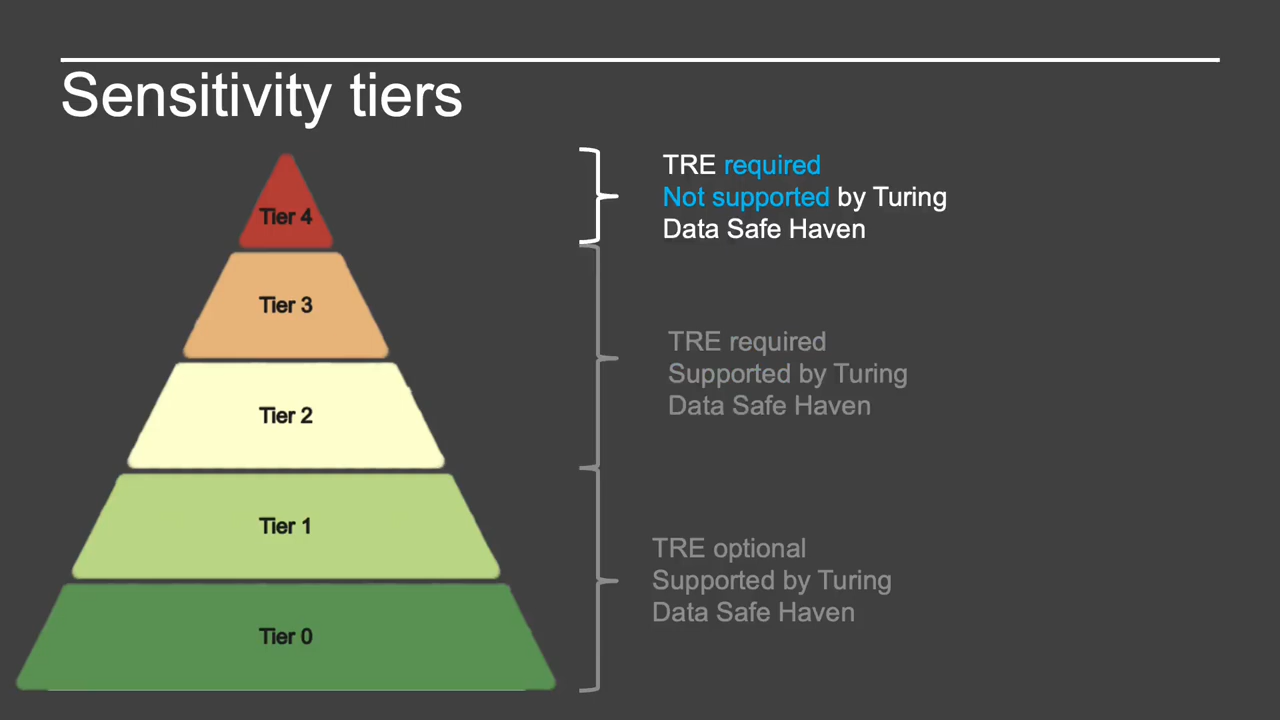 Sensitivity tiers
Tier 4
Tier 3
Tier 2
Tier 1
Tier 0
TRE required
Not supported by Turing
Data Safe Haven
TRE required
Supported by Turing
Data Safe Haven
TRE optional
Supported by Turing
Data Safe Haven